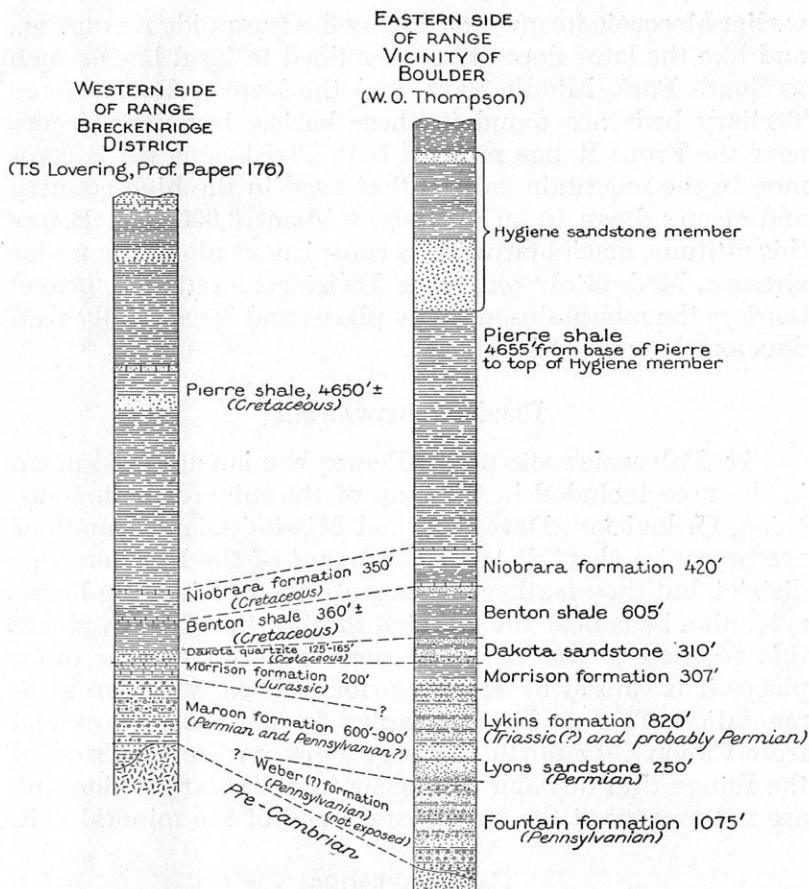 WESTERN SIDE
OF RANGE
BRECKENRIDGE
DISTRICT
(T.S Lovering, Prof. Paper 176)
EASTERN SIDE
OF RANGE
VICINITY OF
BOULDER
(W.O. Thompson)
Hygiene sandstone member
Pierre shale
4655' from base of Pierre
to top of Hygiene member
Pierre shale, 4650'±
(Cretaceous)
Niobrara formation 350'
(Cretaceous)
Benton shale 360'±
(Cretaceous)
Dakota quartzite 125'-165'
(Cretaceous)
Morrison formation 200'
(Jurassic)
?
Maroon formation 600'-900'
(Permian and Pennsylvanian?)
Weber (?) formation
(Pennsylvanian)
(not exposed)
Pre-Cambrian
Niobrara formation 420'
Benton shale 605'
Dakota sandstone 310'
Morrison formation 307'
Lykins formation 820'
(Triassic(?) and probably Permian)
Lyons sandstone 250'
(Permian)
Fountain formation 1075'
(Pennsylvanian)